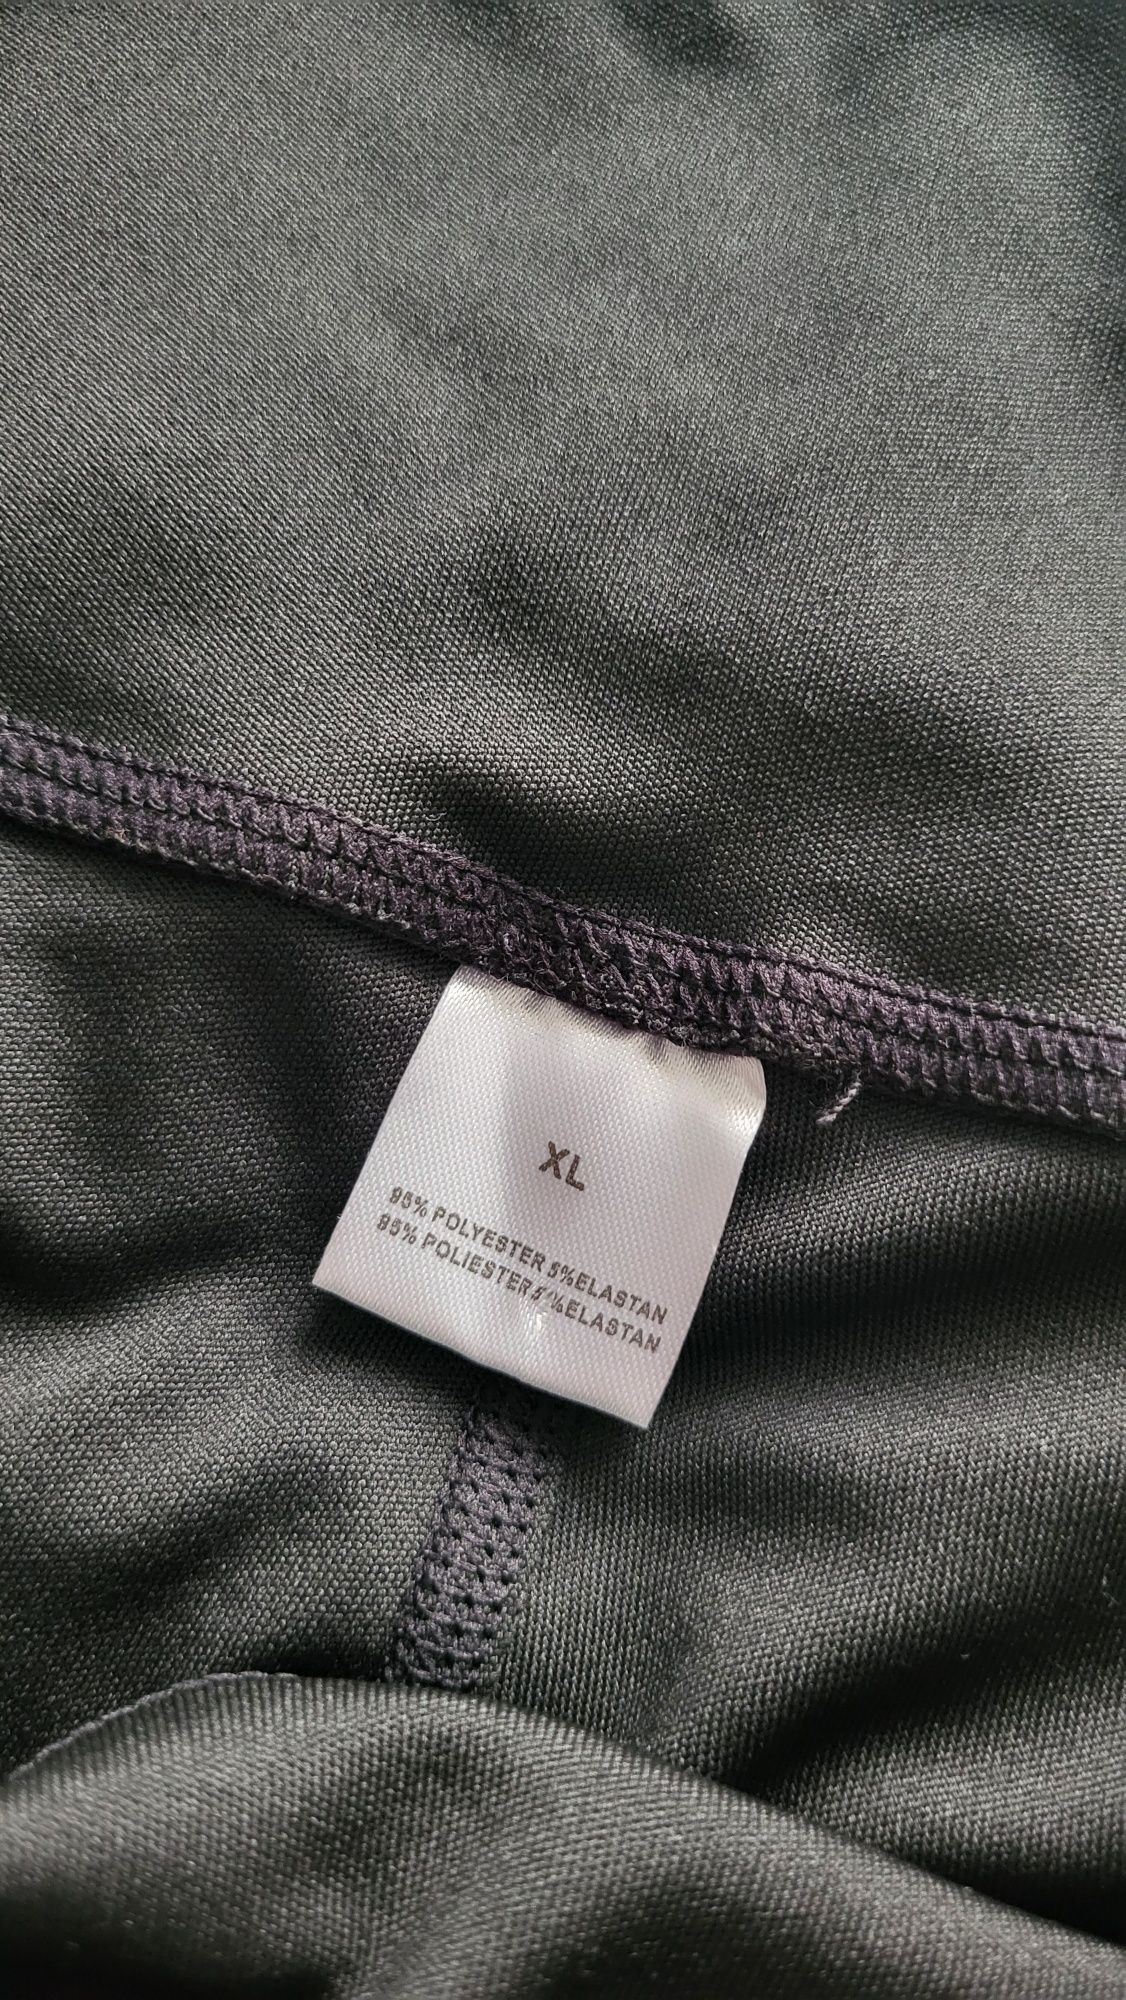 XL
95% POLYESTER 5%ELASTAN
95% POLIESTER 5%ELASTAN